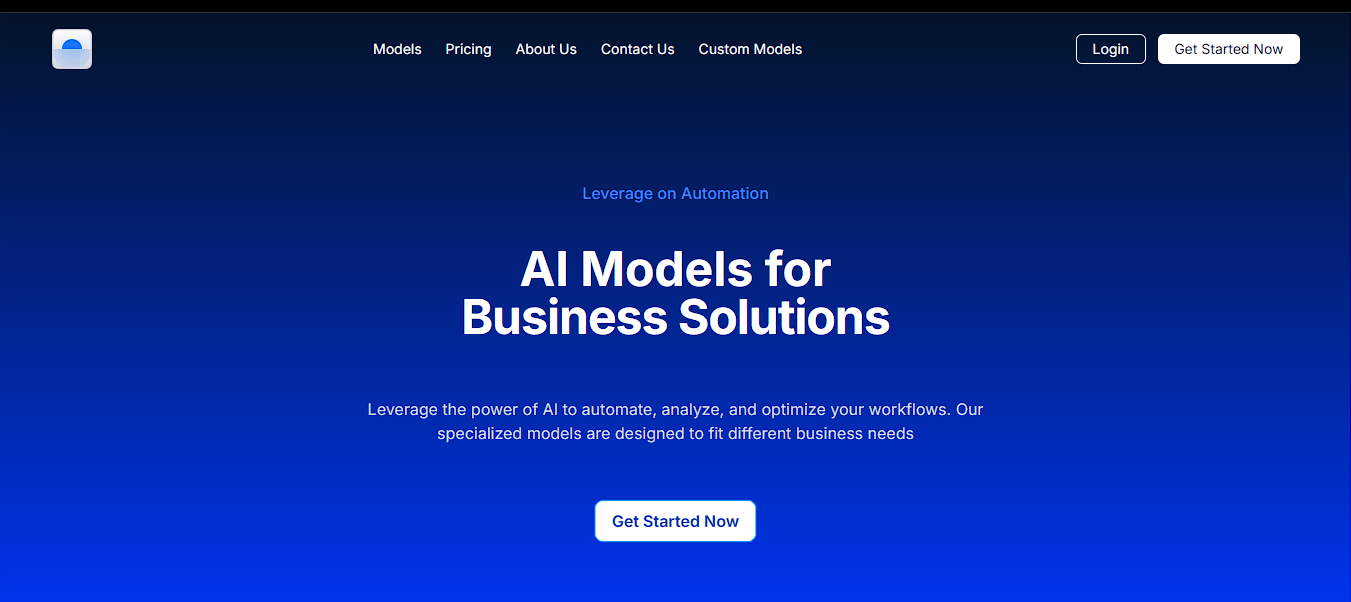 Models Pricing About Us Contact Us Custom Models Login Get Started Now
Leverage on Automation
AI Models for
Business Solutions
Leverage the power of AI to automate, analyze, and optimize your workflows. Our
specialized models are designed to fit different business needs
Get Started Now